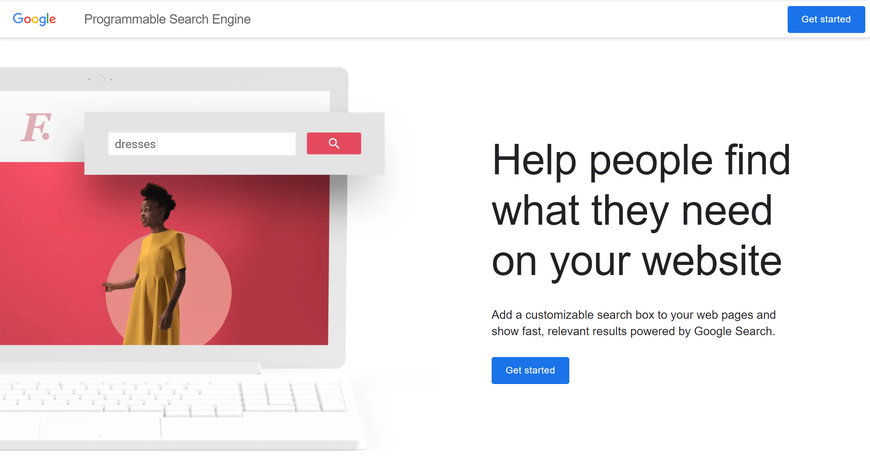 Google Programmable Search Engine
Get started
F.
dresses
Help people find
what they need
on your website
Add a customizable search box to your web pages and
show fast, relevant results powered by Google Search.
Get started